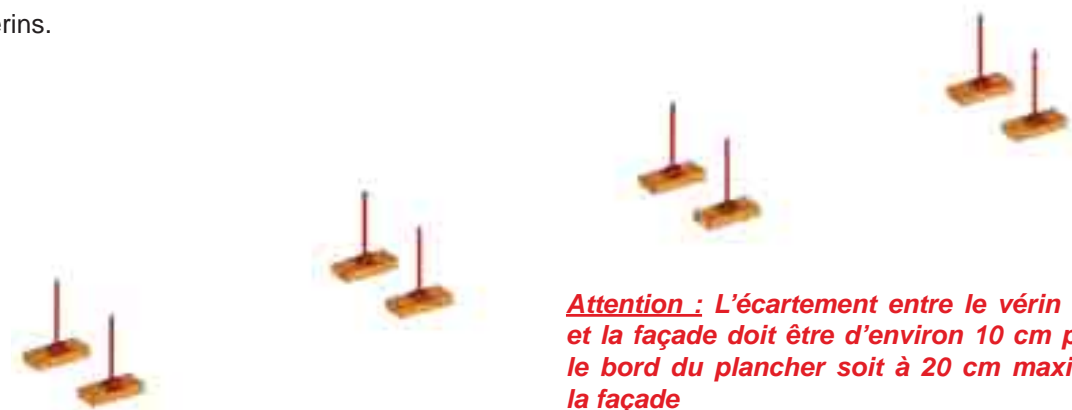 érins.
Attention : L'écartement entre le vérin
et la façade doit être d'environ 10 cm p
le bord du plancher soit à 20 cm maxi
la façade